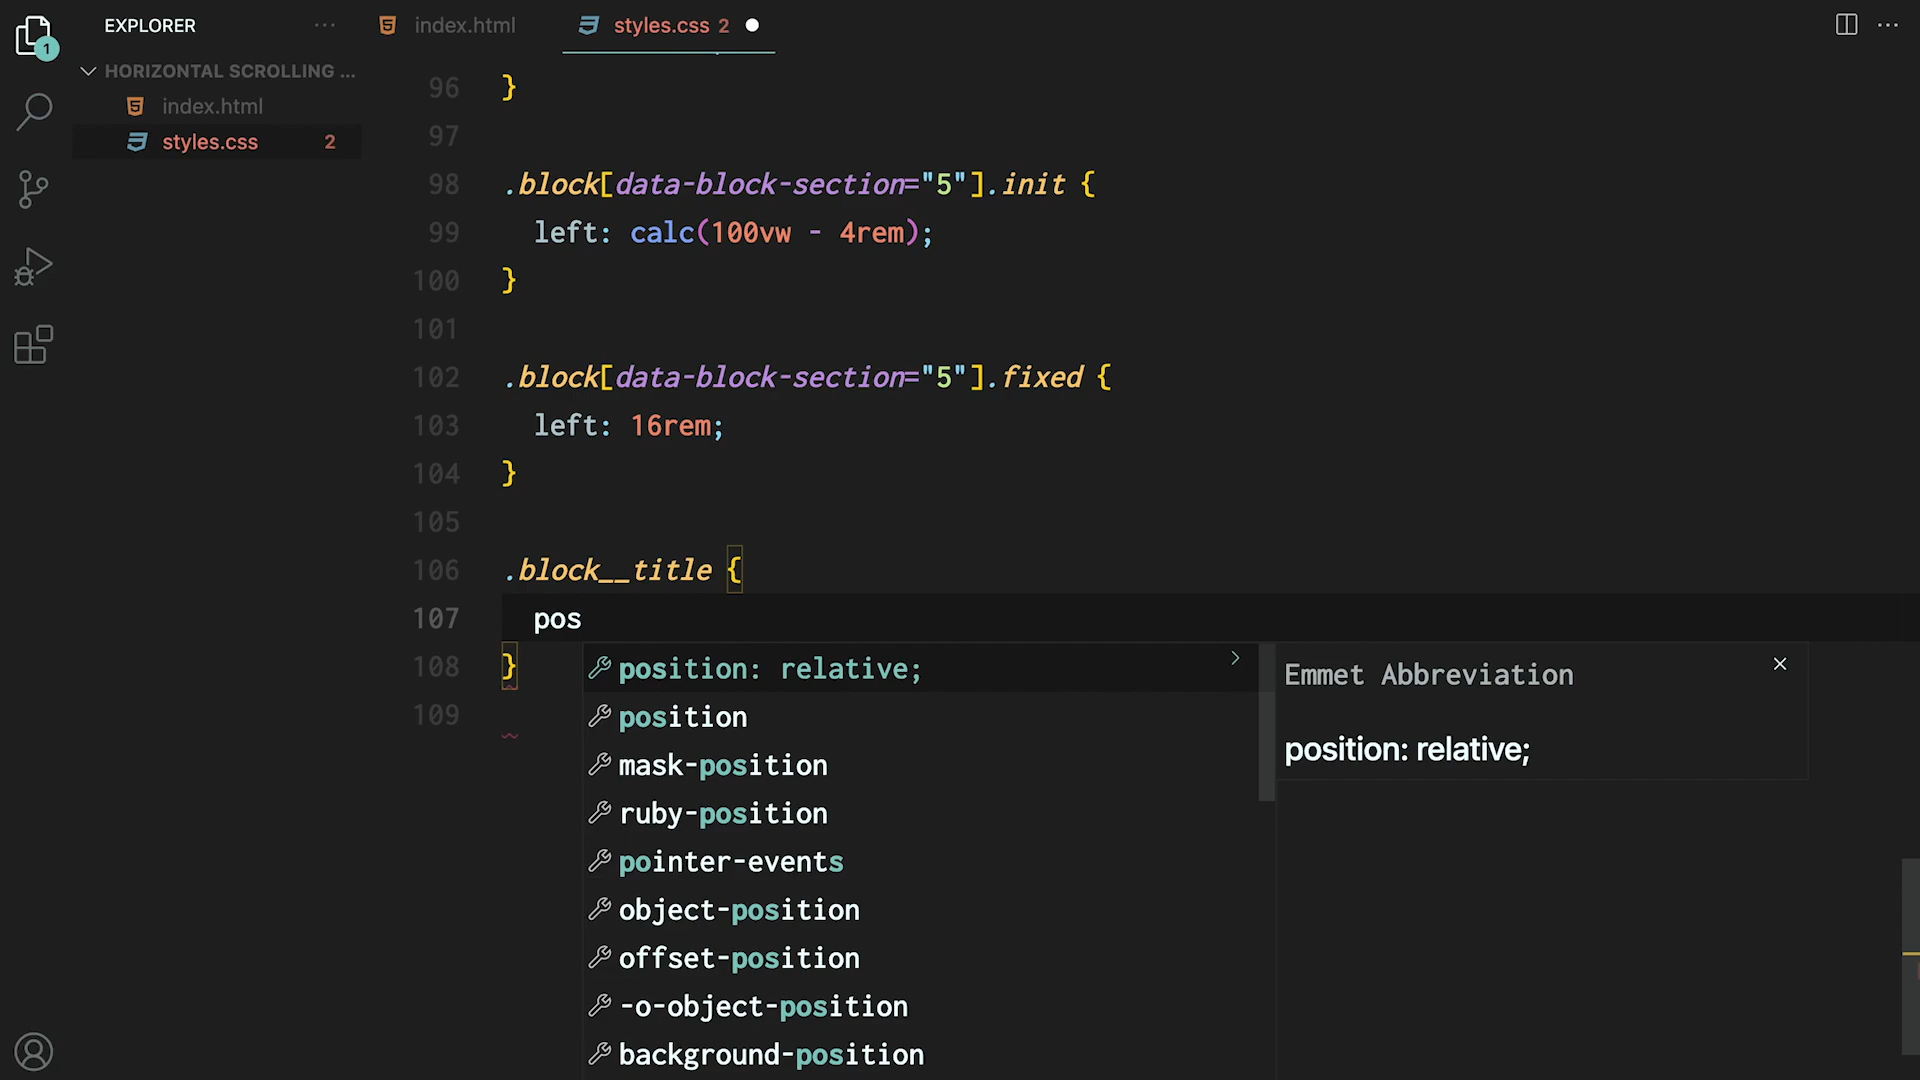 EXPLORER ...
index.html
styles.css 2
1
HORIZONTAL SCROLLING ...
index.html
styles.css 2
96 }
97
98 .block[data-block-section="5"].init {
99 left: calc(100vw - 4rem);
100 }
101
102 .block[data-block-section="5"].fixed {
103 left: 16rem;
104 }
105
106 .block__title {
107 pos
108 }
109
position: relative;
position
mask-position
ruby-position
pointer-events
object-position
offset-position
-o-object-position
background-position
Emmet Abbreviation
position: relative;